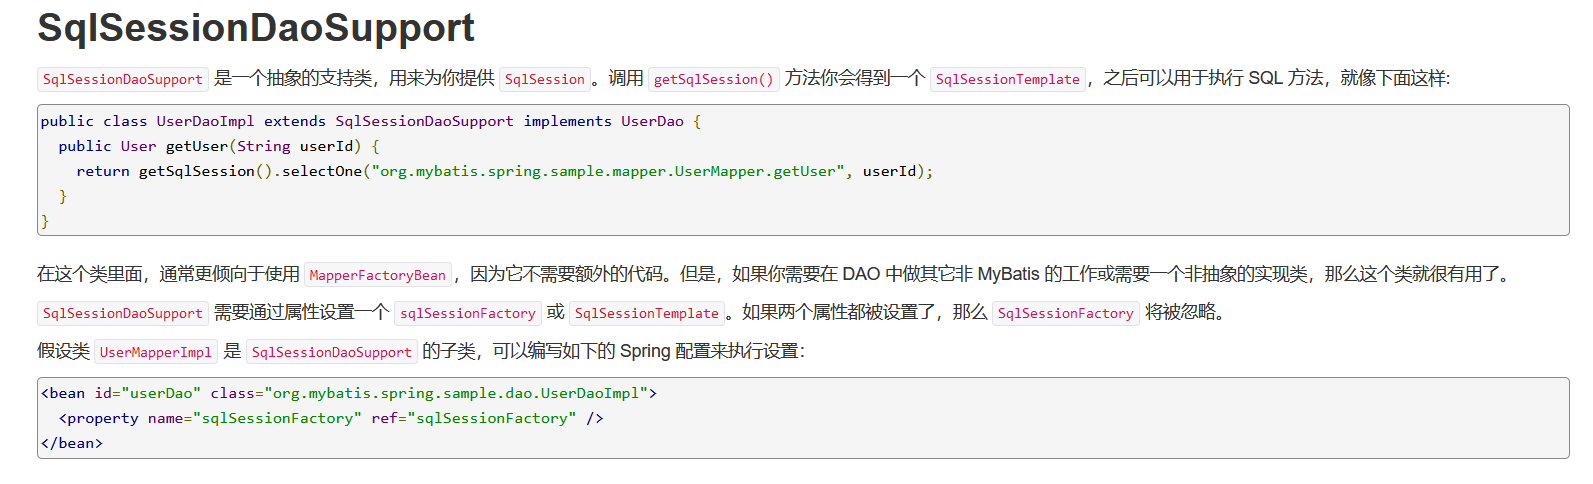 SqlSessionDaoSupport
SqlSessionDaoSupport 是一个抽象的支持类，用来为你提供 SqlSession。调用 getSqlSession() 方法你会得到一个 SqlSessionTemplate，之后可以用于执行 SQL 方法，就像下面这样:
public class UserDaoImpl extends SqlSessionDaoSupport implements UserDao {
  public User getUser(String userId) {
    return getSqlSession().selectOne("org.mybatis.spring.sample.mapper.UserMapper.getUser", userId);
  }
}
在这个类里面，通常更倾向于使用 MapperFactoryBean，因为它不需要额外的代码。但是，如果你需要在 DAO 中做其它非 MyBatis 的工作或需要一个非抽象的实现类，那么这个类就很有用了。
SqlSessionDaoSupport 需要通过属性设置一个 sqlSessionFactory 或 SqlSessionTemplate。如果两个属性都被设置了，那么 SqlSessionFactory 将被忽略。
假设类 UserMapperImpl 是 SqlSessionDaoSupport 的子类，可以编写如下的 Spring 配置来执行设置：
<bean id="userDao" class="org.mybatis.spring.sample.dao.UserDaoImpl">
  <property name="sqlSessionFactory" ref="sqlSessionFactory" />
</bean>